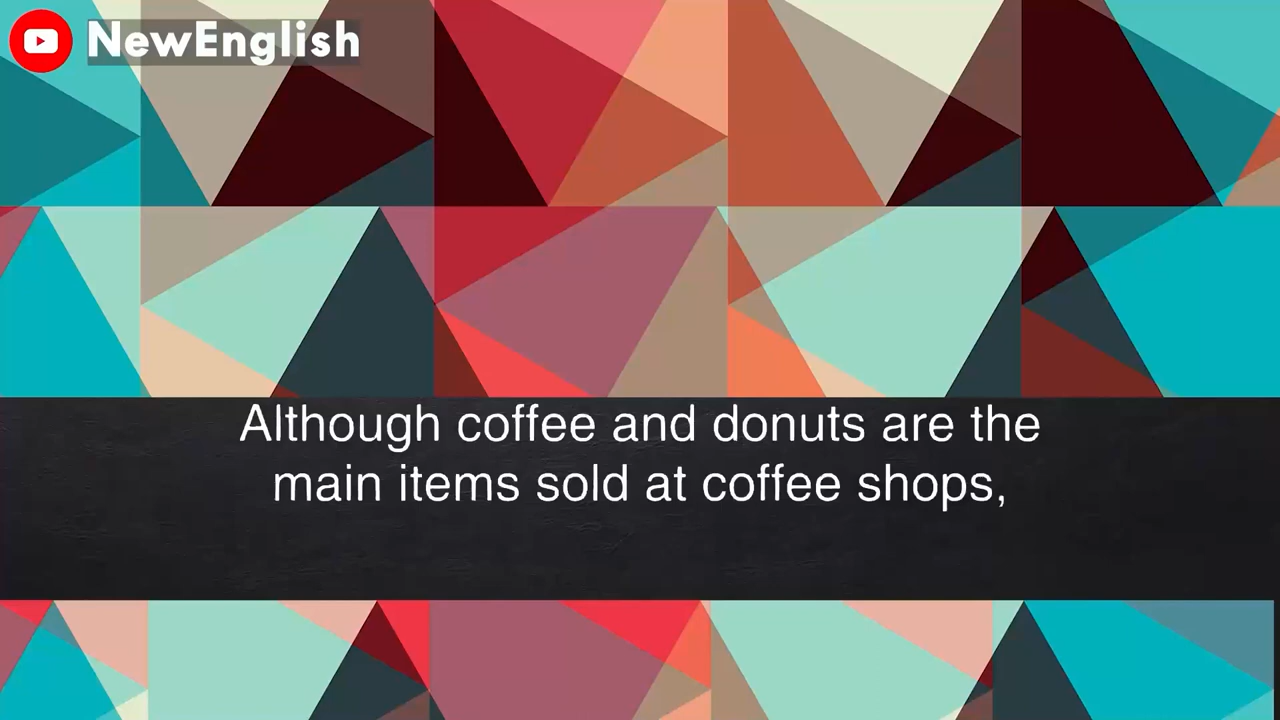 NewEnglish
Although coffee and donuts are the
main items sold at coffee shops,